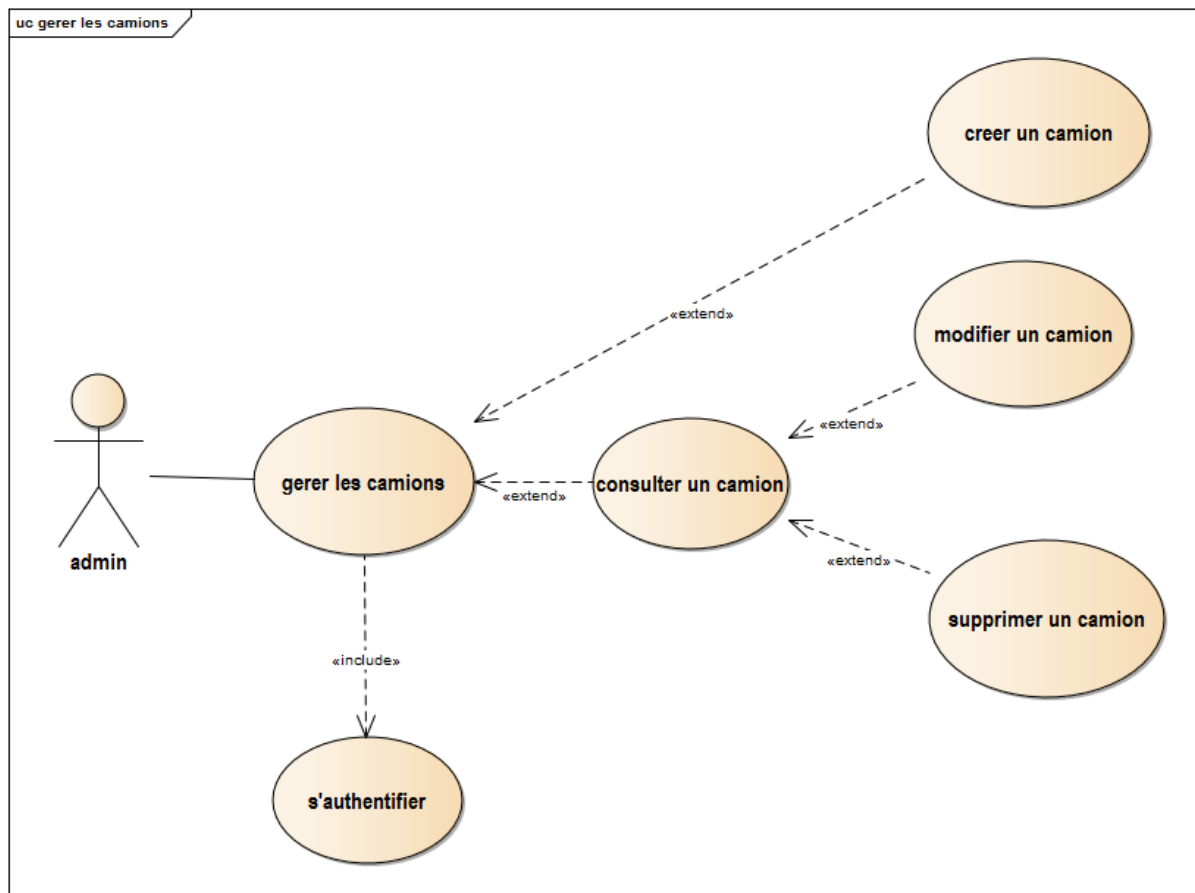 uc gerer les camions
creer un camion
«extend»
modifier un camion
«extend»
gerer les camions
«extend»
consulter un camion
admin
«extend»
supprimer un camion
«include»
s'authentifier